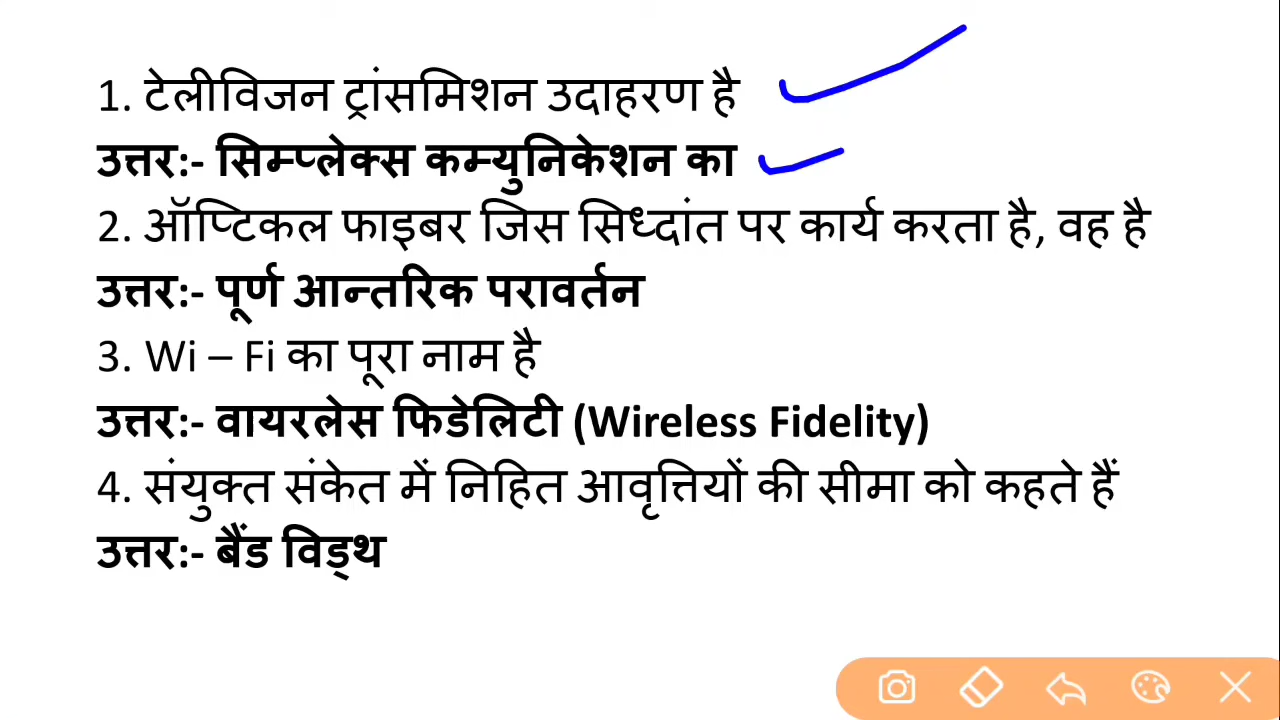 1. टेलीविजन ट्रांसमिशन उदाहरण है
उत्तर:- सिम्प्लेक्स कम्युनिकेशन का
2. ऑप्टिकल फाइबर जिस सिध्दांत पर कार्य करता है, वह है
उत्तर:- पूर्ण आन्तरिक परावर्तन
3. Wi – Fi का पूरा नाम है
उत्तर:- वायरलेस फिडेलिटी (Wireless Fidelity)
4. संयुक्त संकेत में निहित आवृत्तियों की सीमा को कहते हैं
उत्तर:- बैंड विड्थ